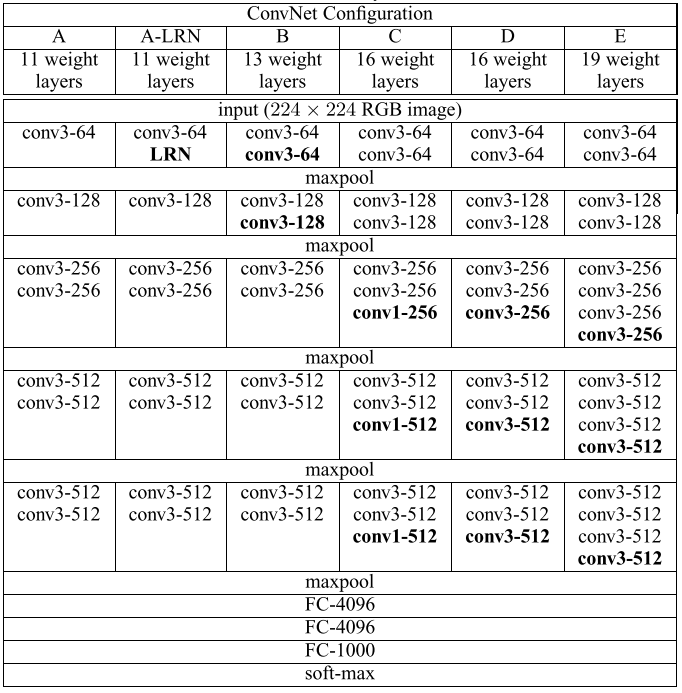 ConvNet Configuration
A A-LRN B C D E
11 weight 11 weight 13 weight 16 weight 16 weight 19 weight
layers layers layers layers layers layers
input (224 × 224 RGB image)
conv3-64 conv3-64 conv3-64 conv3-64 conv3-64 conv3-64
LRN conv3-64 conv3-64 conv3-64 conv3-64
maxpool
conv3-128 conv3-128 conv3-128 conv3-128 conv3-128 conv3-128
conv3-128 conv3-128 conv3-128 conv3-128
maxpool
conv3-256 conv3-256 conv3-256 conv3-256 conv3-256 conv3-256
conv3-256 conv3-256 conv3-256 conv3-256 conv3-256 conv3-256
conv1-256 conv3-256 conv3-256
conv3-256
maxpool
conv3-512 conv3-512 conv3-512 conv3-512 conv3-512 conv3-512
conv3-512 conv3-512 conv3-512 conv3-512 conv3-512 conv3-512
conv1-512 conv3-512 conv3-512
conv3-512
maxpool
conv3-512 conv3-512 conv3-512 conv3-512 conv3-512 conv3-512
conv3-512 conv3-512 conv3-512 conv3-512 conv3-512 conv3-512
conv1-512 conv3-512 conv3-512
conv3-512
maxpool
FC-4096
FC-4096
FC-1000
soft-max